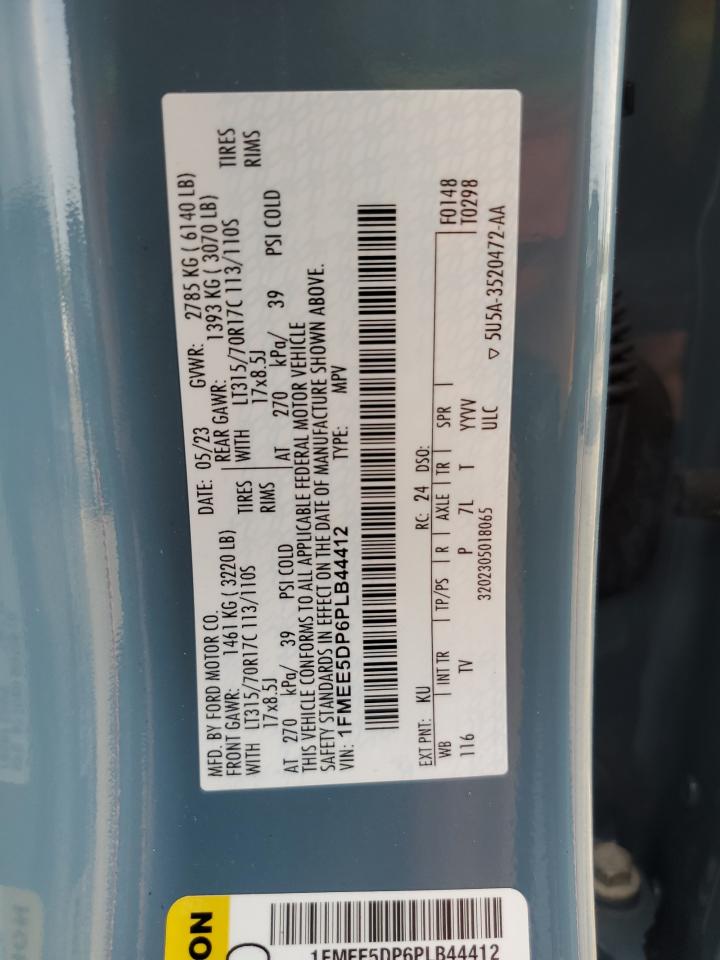 MFD. BY FORD MOTOR CO.
DATE: 05/23 GVWR: 2785 KG ( 6140 LB)
FRONT GAWR: 1461 KG ( 3220 LB) REAR GAWR: 1393 KG ( 3070 LB)
WITH LT315/70R17C 113/110S TIRES WITH LT315/70R17C 113/110S TIRES
17x8.5J RIMS 17x8.5J RIMS
AT 270 kPa/ 39 PSI COLD AT 270 kPa/ 39 PSI COLD
THIS VEHICLE CONFORMS TO ALL APPLICABLE FEDERAL MOTOR VEHICLE
SAFETY STANDARDS IN EFFECT ON THE DATE OF MANUFACTURE SHOWN ABOVE.
VIN: 1FMEE5DP6PLB44412 TYPE: MPV
EXT PNT: KU RC: 24 DSO: F0148
WB INT TR TP/PS R AXLE TR SPR T0298
116 TV P 7L T YYVV
3202305018065 ULC ▽ 5U5A-3520472-AA
1FMEE5DP6PLB44412